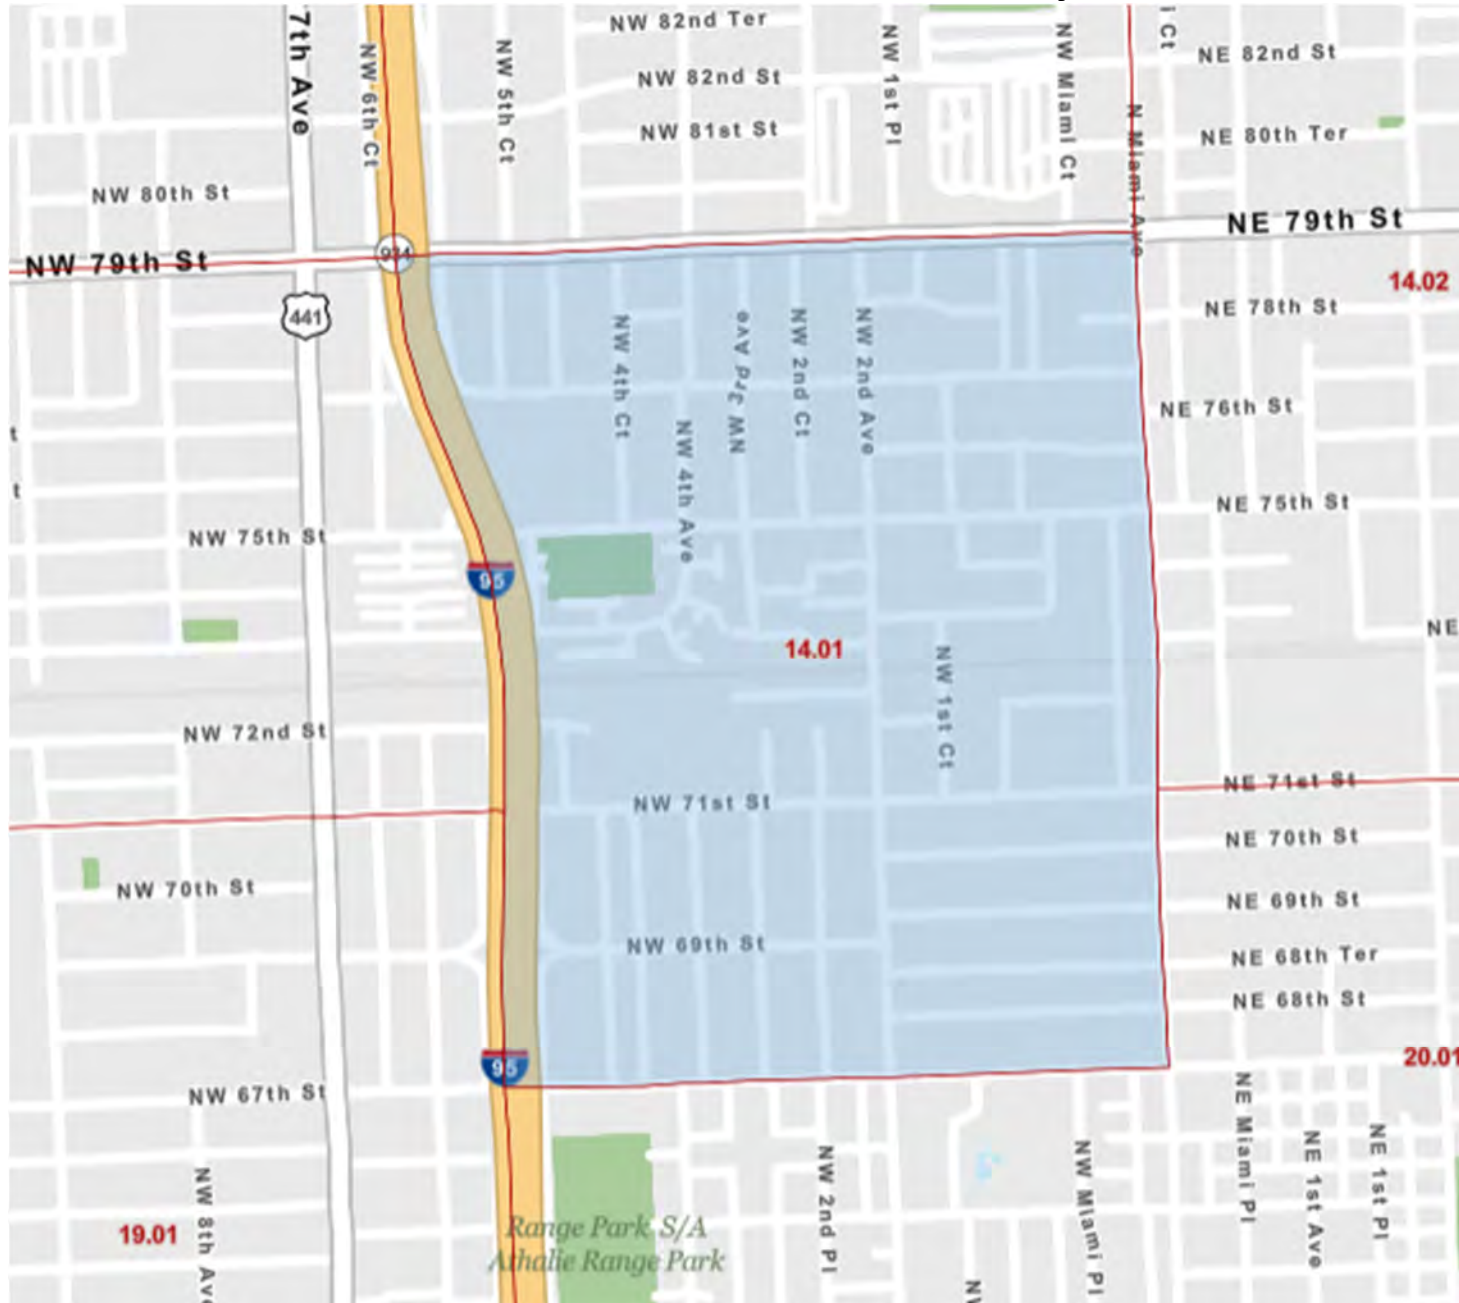 7th Ave
NW 6th Ct
NW 5th Ct
NW 82nd Ter
NW 82nd St
NW 81st St
NW 1st Pl
NW Miami Ct
i Ct
N Miami Ave
NE 82nd St
NE 80th Ter
NW 80th St
NE 79th St
NW 79th St
934
441
14.02
NE 78th St
NW 4th Ct
NW 3rd Ave
NW 2nd Ct
NW 2nd Ave
NE 76th St
t
NW 4th Ave
t
NE 75th St
NW 75th St
95
NE
14.01
NW 1st Ct
NW 72nd St
NE 71st St
NW 71st St
NE 70th St
NW 70th St
NE 69th St
NW 69th St
NE 68th Ter
NE 68th St
95
20.01
NW 67th St
NE Miami Pl
NE 1st Ave
NE 1st Pl
NW 2nd Pl
NW Miami Pl
NW 8th Ave
19.01
Range Park S/A
Athalie Range Park
NW